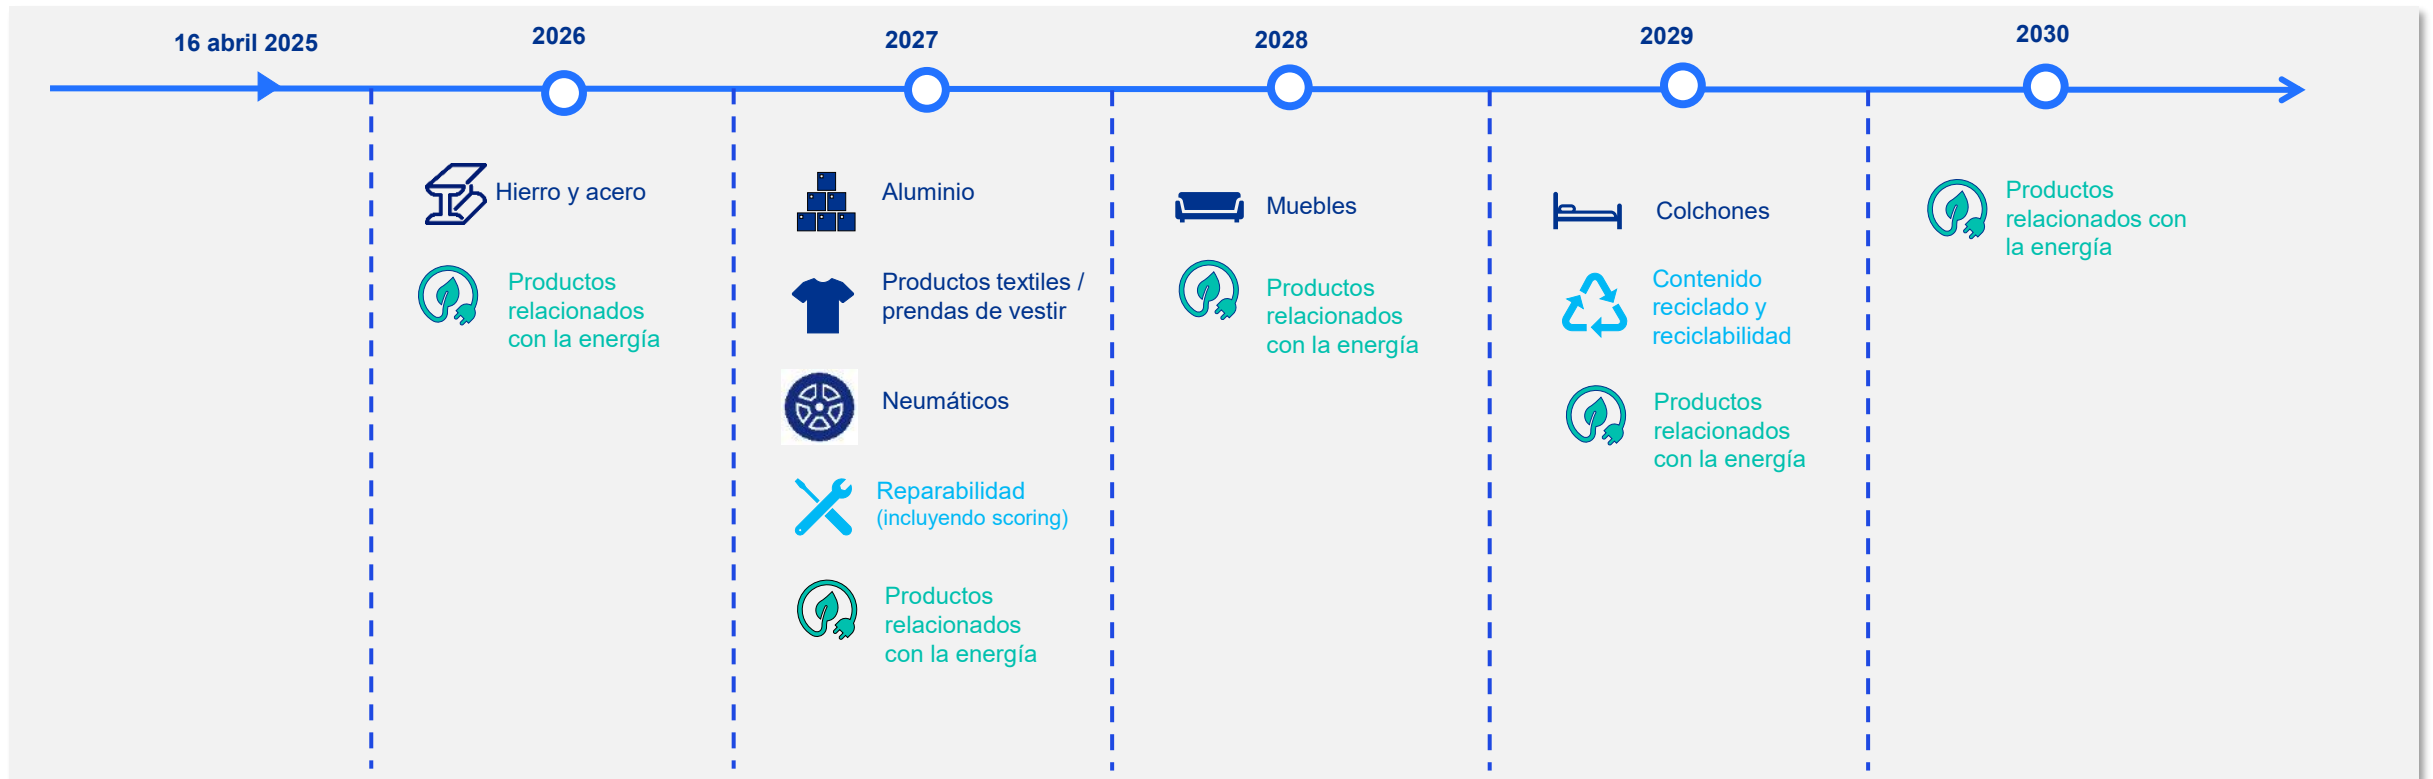 16 abril 2025
2026
2027
2028
2029
2030
Hierro y acero
Productos
relacionados
con la energía
Aluminio
Productos textiles /
prendas de vestir
Neumáticos
Reparabilidad
(incluyendo scoring)
Productos
relacionados
con la energía
Muebles
Productos
relacionados
con la energía
Colchones
Contenido
reciclado y
reciclabilidad
Productos
relacionados
con la energía
Productos
relacionados con
la energía